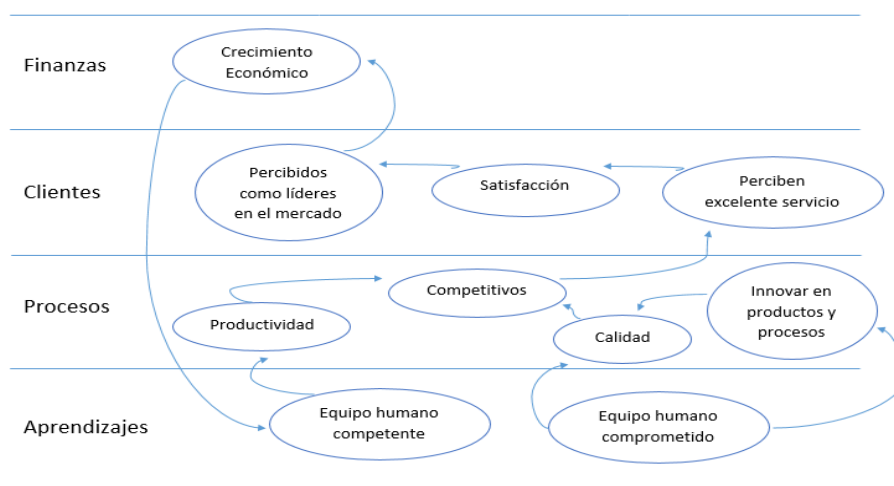 Finanzas
Crecimiento
Económico
Clientes
Percibidos
como líderes
en el mercado
Satisfacción
Perciben
excelente servicio
Procesos
Productividad
Competitivos
Calidad
Innovar en
productos y
procesos
Aprendizajes
Equipo humano
competente
Equipo humano
comprometido